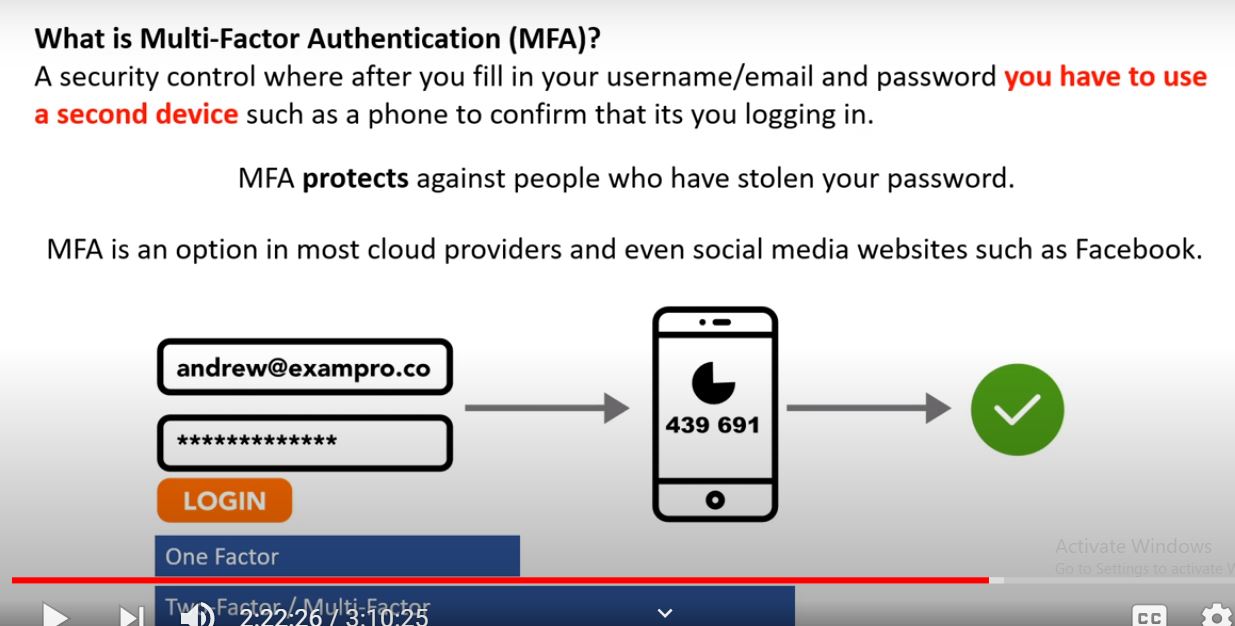 What is Multi-Factor Authentication (MFA)?
A security control where after you fill in your username/email and password you have to use
a second device such as a phone to confirm that its you logging in.
MFA protects against people who have stolen your password.
MFA is an option in most cloud providers and even social media websites such as Facebook.
andrew@exampro.co
*************
439 691
LOGIN
One Factor
Activate Windows
Go to Settings to activate W
Two-Factor / Multi-Factor
2:22:26 / 3:10:25
CC